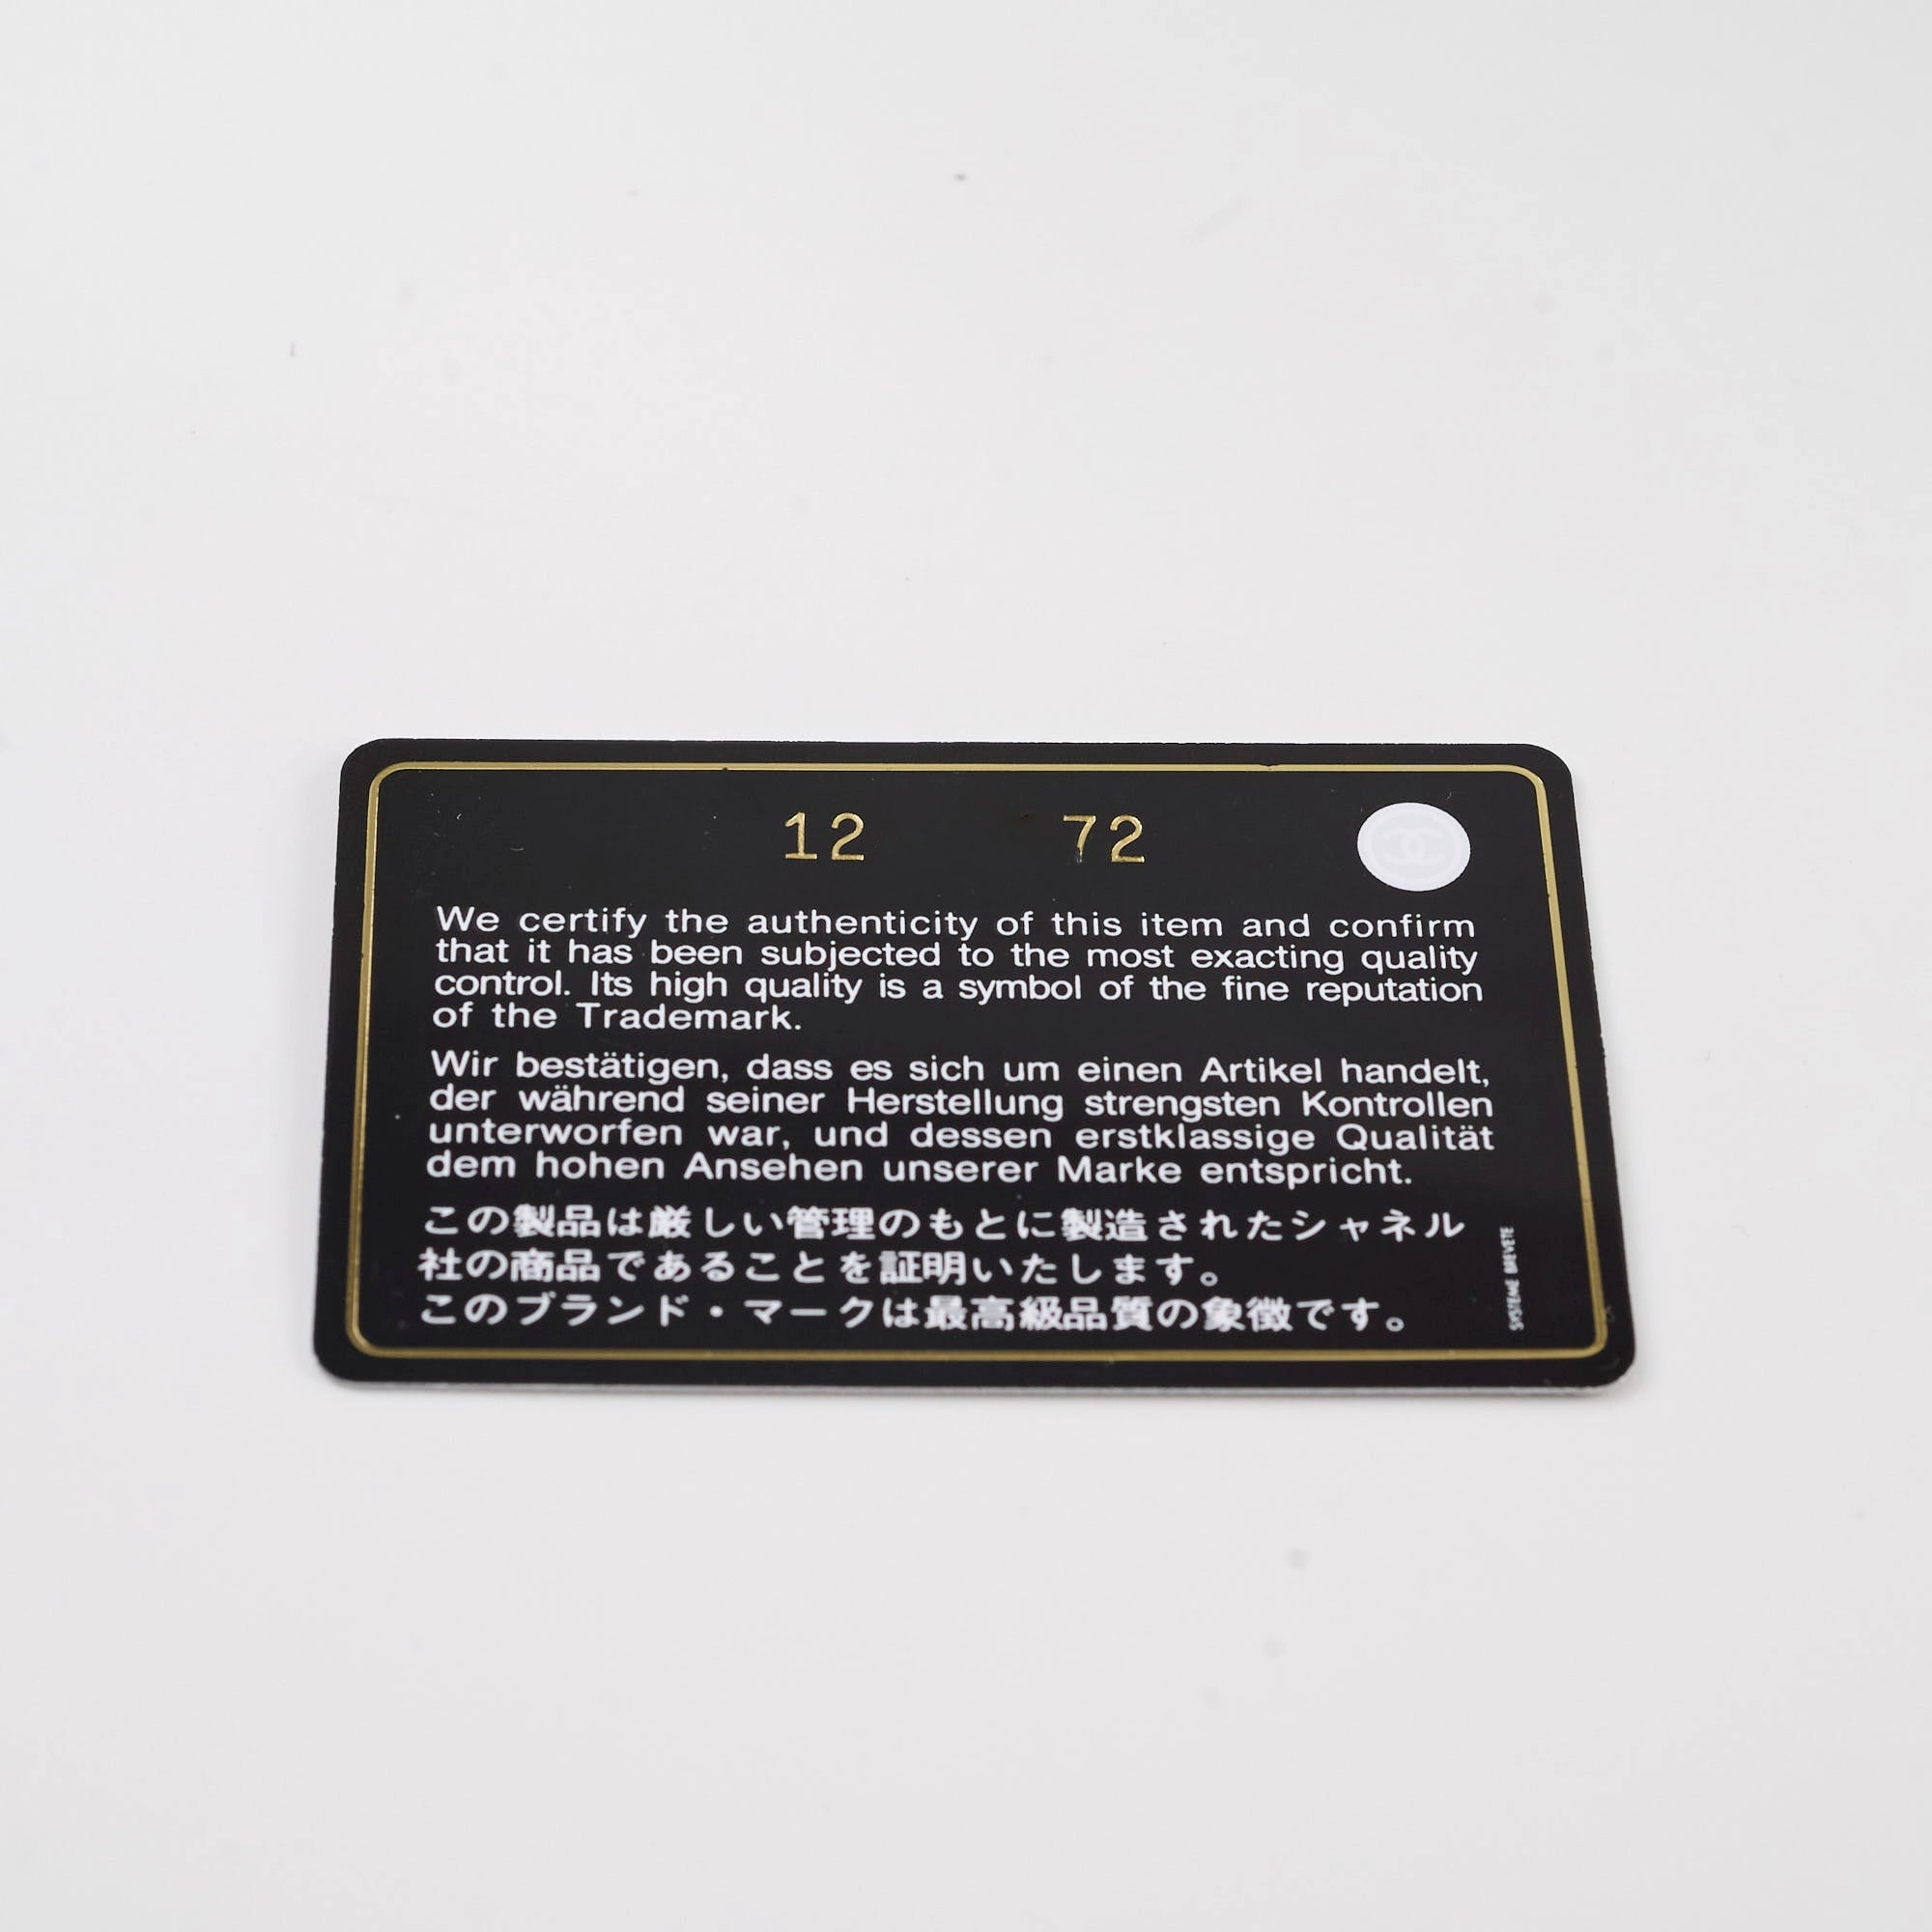 12 72
We certify the authenticity of this item and confirm
that it has been subjected to the most exacting quality
control. Its high quality is a symbol of the fine reputation
of the Trademark.
Wir bestätigen, dass es sich um einen Artikel handelt,
der während seiner Herstellung strengsten Kontrollen
unterworfen war, und dessen erstklassige Qualität
dem hohen Ansehen unserer Marke entspricht.
この製品は厳しい管理のもとに製造されたシャネル
社の商品であることを証明いたします。
このブランド・マークは最高級品質の象徴です。
SYSTEME BREVETE